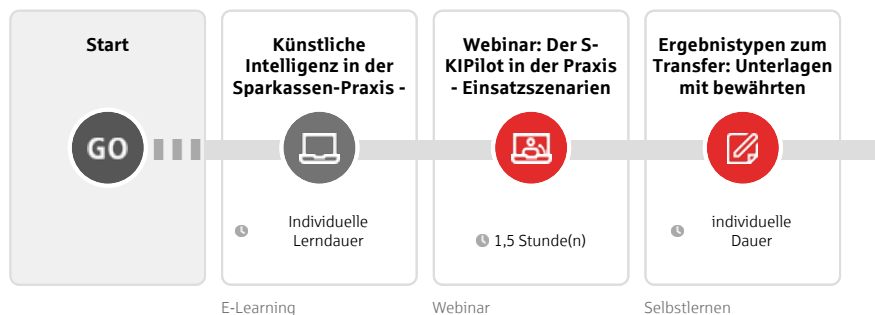 Start
GO
Künstliche
Intelligenz in der
Sparkassen-Praxis -
Individuelle
Lerndauer
E-Learning
Webinar: Der S-
KIPilot in der Praxis
- Einsatzszenarien
1,5 Stunde(n)
Webinar
Ergebnistypen zum
Transfer: Unterlagen
mit bewährten
individuelle
Dauer
Selbstlernen